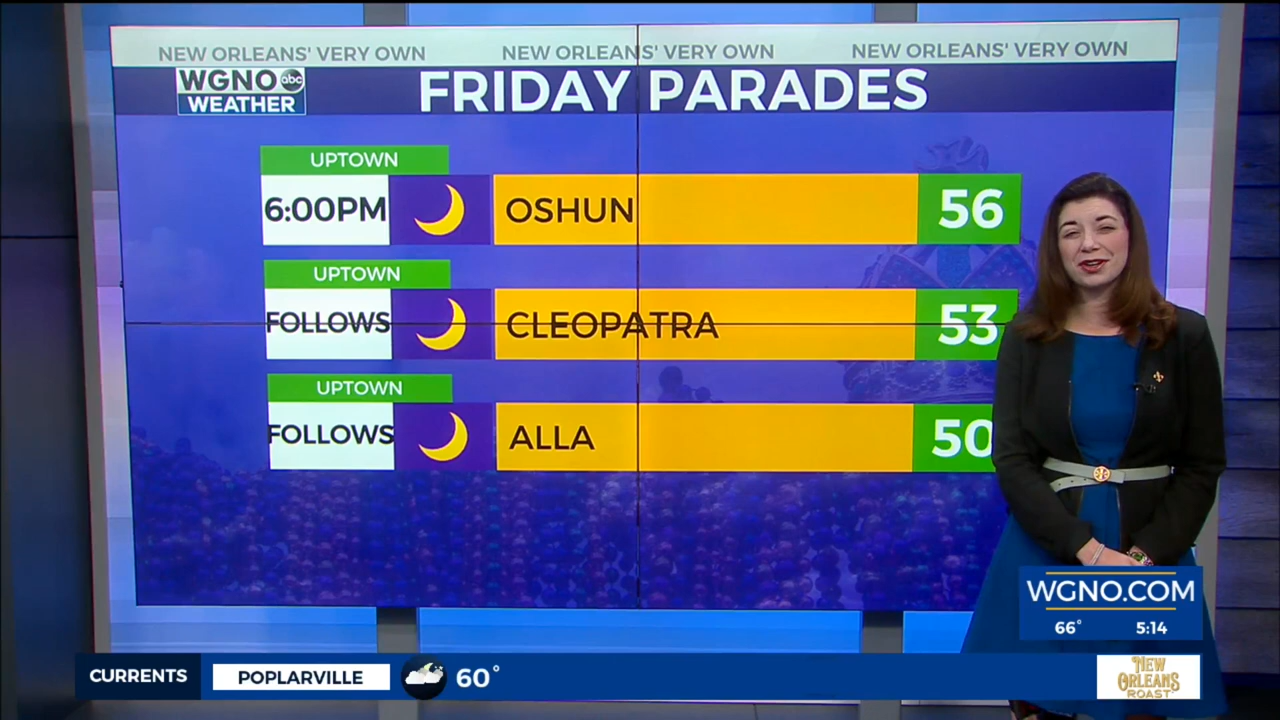 NEW ORLEANS' VERY OWN NEW ORLEANS' VERY OWN NEW ORLEANS' VERY OWN
WGNO abc
WEATHER
FRIDAY PARADES
UPTOWN
6:00PM OSHUN 56
UPTOWN
FOLLOWS CLEOPATRA 53
UPTOWN
FOLLOWS ALLA 50
WGNO.COM
66° 5:14
CURRENTS POPLARVILLE 60°
NEW
ORLEANS
ROAST